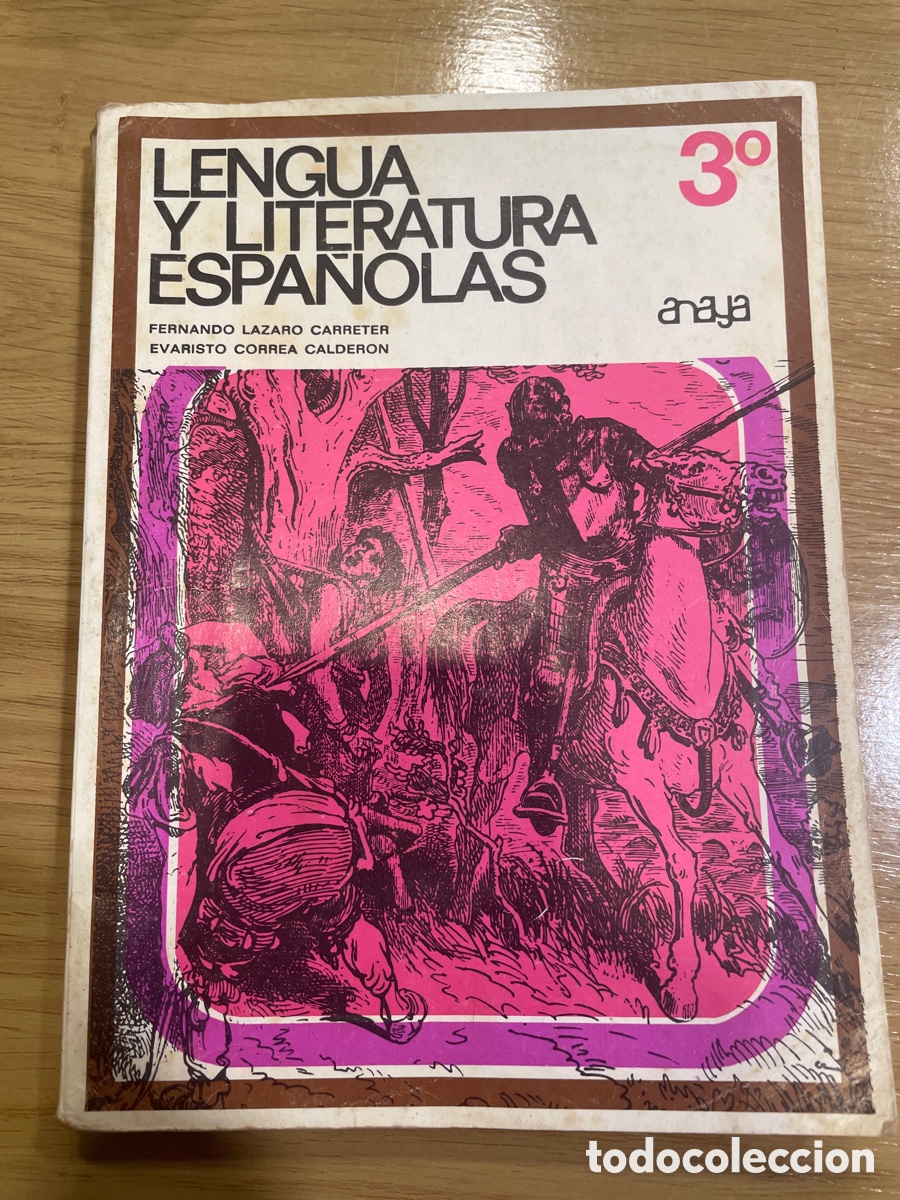 LENGUA
Y LITERATURA
ESPAÑOLAS
3º
FERNANDO LAZARO CARRETER
EVARISTO CORREA CALDERON
anaya
todocoleccion